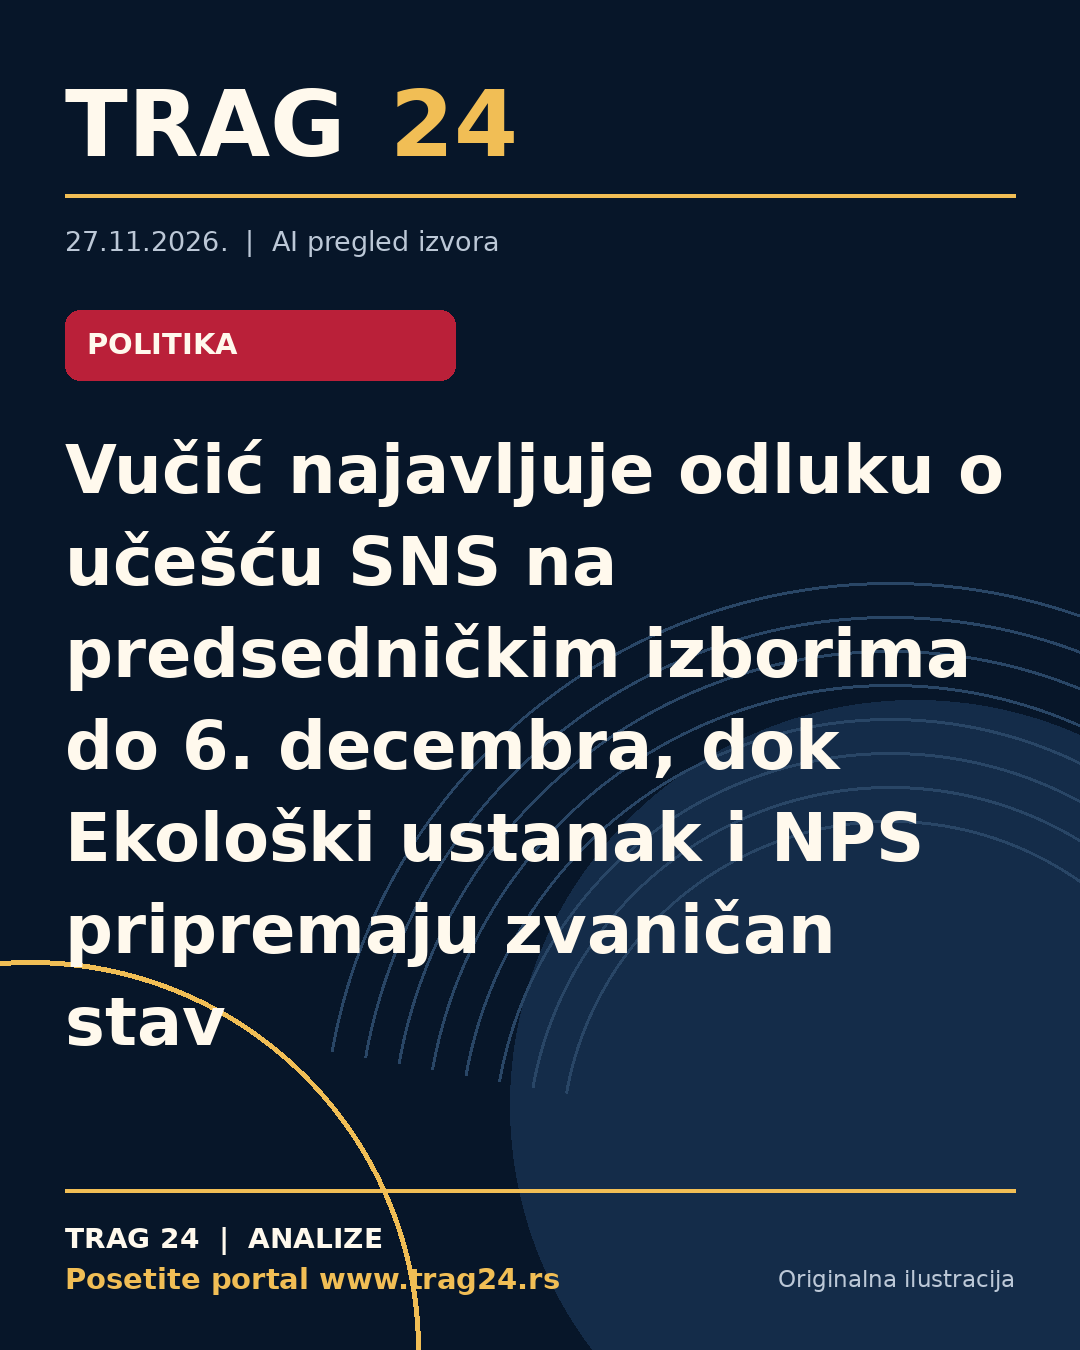 TRAG 24
27.11.2026. | AI pregled izvora
POLITIKA
Vučić najavljuje odluku o
učešću SNS na
predsedničkim izborima
do 6. decembra, dok
Ekološki ustanak i NPS
pripremaju zvaničan
stav
TRAG 24 | ANALIZE
Posetite portal www.trag24.rs
Originalna ilustracija